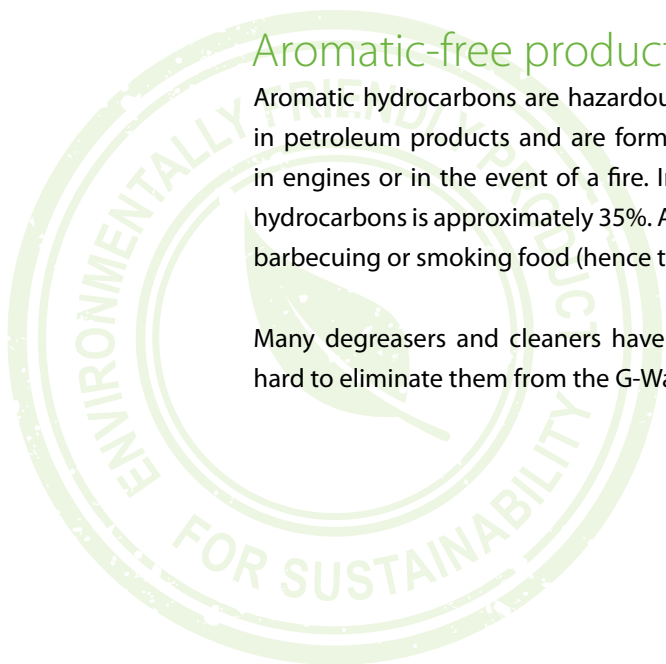 Aromatic-free product
Aromatic hydrocarbons are hazardou
in petroleum products and are form
in engines or in the event of a fire. I
hydrocarbons is approximately 35%. A
barbecuing or smoking food (hence t
Many degreasers and cleaners have
hard to eliminate them from the G-Wa
ENVIRONMENTALLY FRIENDLY PRODUCT
FOR SUSTAINABILITY